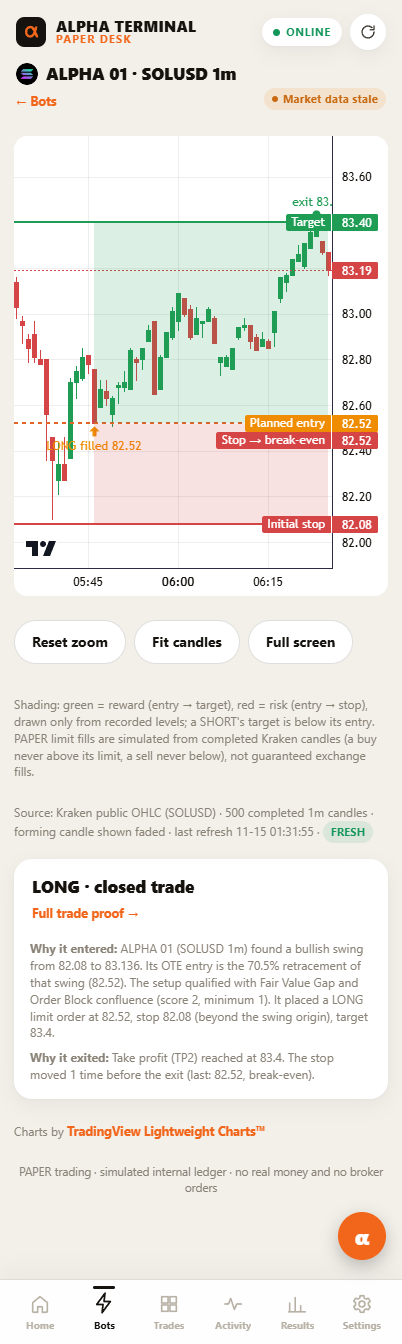 α ALPHA TERMINAL
PAPER DESK
ONLINE
ALPHA 01 · SOLUSD 1m
← Bots
Market data stale
83.60
exit 83.
Target 83.40
83.19
83.00
82.80
82.60
Planned entry 82.52
LONG filled 82.52
Stop → break-even 82.52
82.40
82.20
Initial stop 82.08
82.00
05:45 06:00 06:15
Reset zoom Fit candles Full screen
Shading: green = reward (entry → target), red = risk (entry → stop),
drawn only from recorded levels; a SHORT's target is below its entry.
PAPER limit fills are simulated from completed Kraken candles (a buy
never above its limit, a sell never below), not guaranteed exchange
fills.
Source: Kraken public OHLC (SOLUSD) · 500 completed 1m candles ·
forming candle shown faded · last refresh 11-15 01:31:55 · FRESH
LONG · closed trade
Full trade proof →
Why it entered: ALPHA 01 (SOLUSD 1m) found a bullish swing
from 82.08 to 83.136. Its OTE entry is the 70.5% retracement of
that swing (82.52). The setup qualified with Fair Value Gap and
Order Block confluence (score 2, minimum 1). It placed a LONG
limit order at 82.52, stop 82.08 (beyond the swing origin), target
83.4.
Why it exited: Take profit (TP2) reached at 83.4. The stop
moved 1 time before the exit (last: 82.52, break-even).
Charts by TradingView Lightweight Charts™
PAPER trading · simulated internal ledger · no real money and no broker
orders
α
Home Bots Trades Activity Results Settings